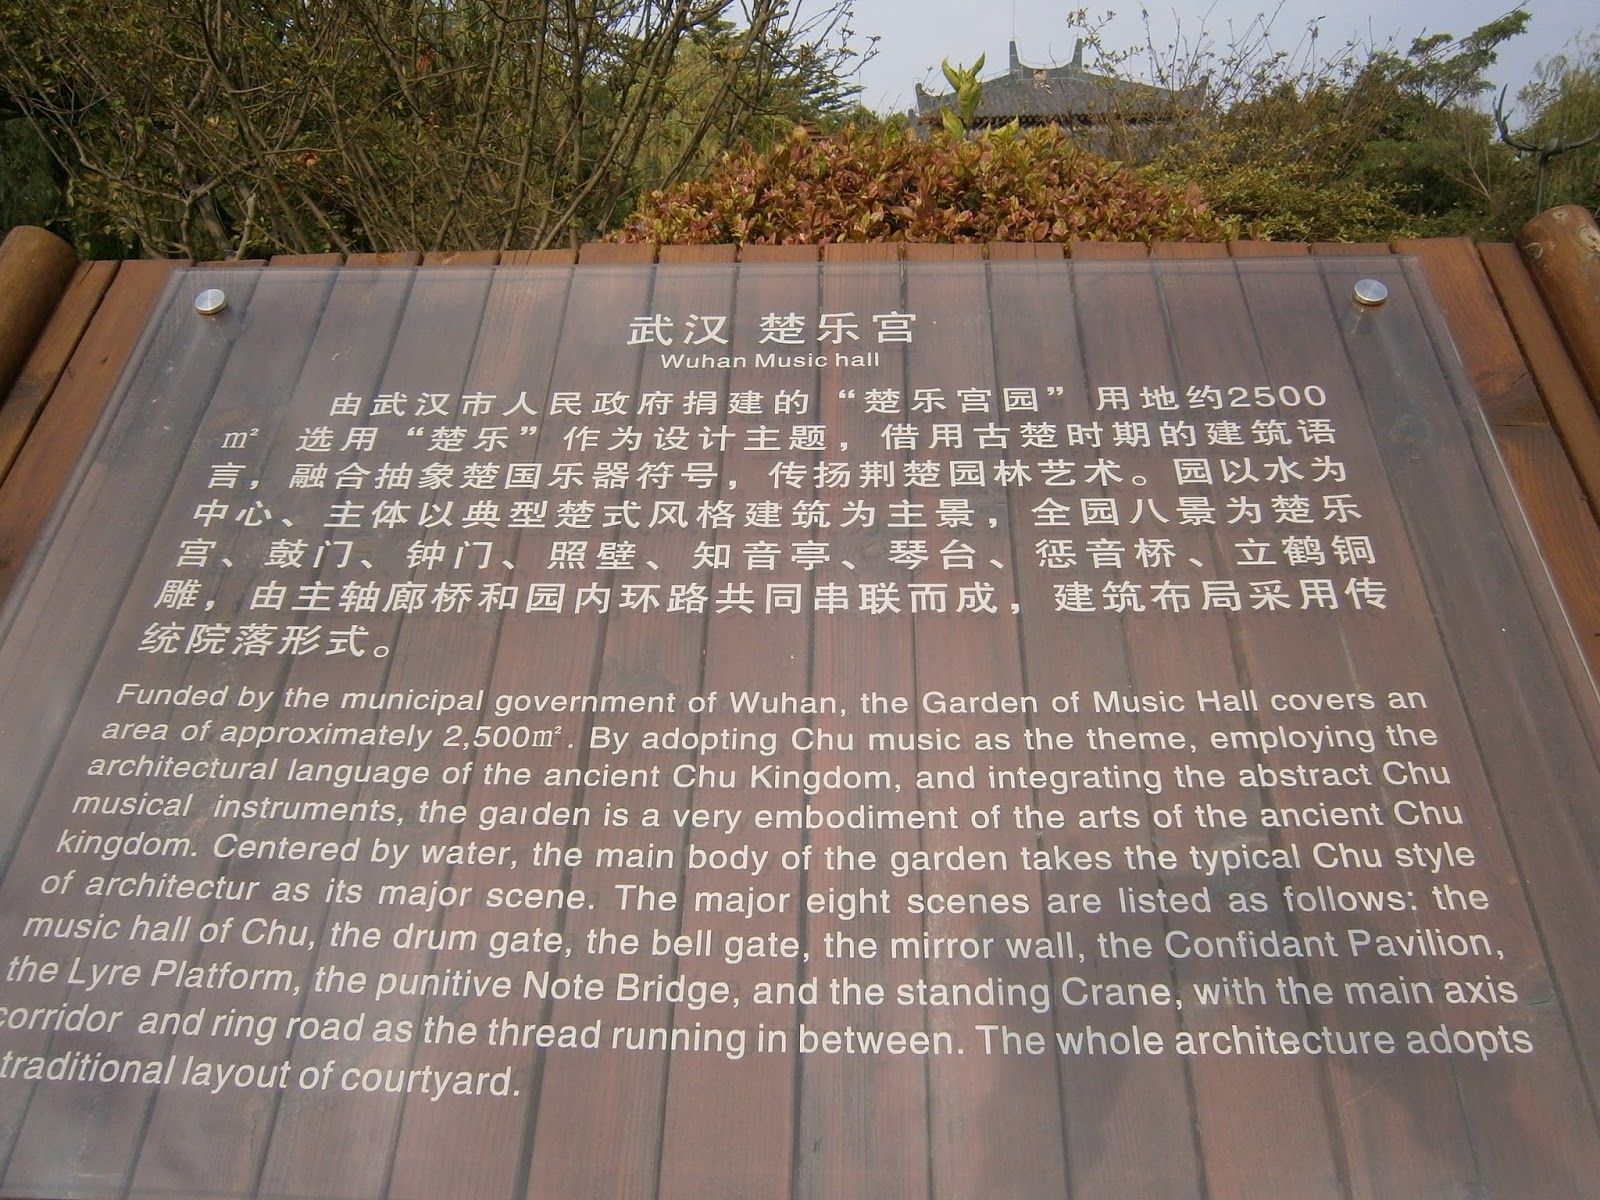 武汉 楚乐宫
Wuhan Music hall
由武汉市人民政府捐建的“楚乐宫园”用地约2500
㎡ 选用“楚乐”作为设计主题，借用古楚时期的建筑语
言，融合抽象楚国乐器符号，传扬荆楚园林艺术。园以水为
中心、主体以典型楚式风格建筑为主景，全园八景为楚乐
宫、鼓门、钟门、照壁、知音亭、琴台、惩音桥、立鹤铜
雕，由主轴廊桥和园内环路共同串联而成，建筑布局采用传
统院落形式。
Funded by the municipal government of Wuhan, the Garden of Music Hall covers an
area of approximately 2,500㎡. By adopting Chu music as the theme, employing the
architectural language of the ancient Chu Kingdom, and integrating the abstract Chu
musical instruments, the garden is a very embodiment of the arts of the ancient Chu
kingdom. Centered by water, the main body of the garden takes the typical Chu style
of architectur as its major scene. The major eight scenes are listed as follows: the
music hall of Chu, the drum gate, the bell gate, the mirror wall, the Confidant Pavilion,
the Lyre Platform, the punitive Note Bridge, and the standing Crane, with the main axis
corridor and ring road as the thread running in between. The whole architecture adopts
traditional layout of courtyard.